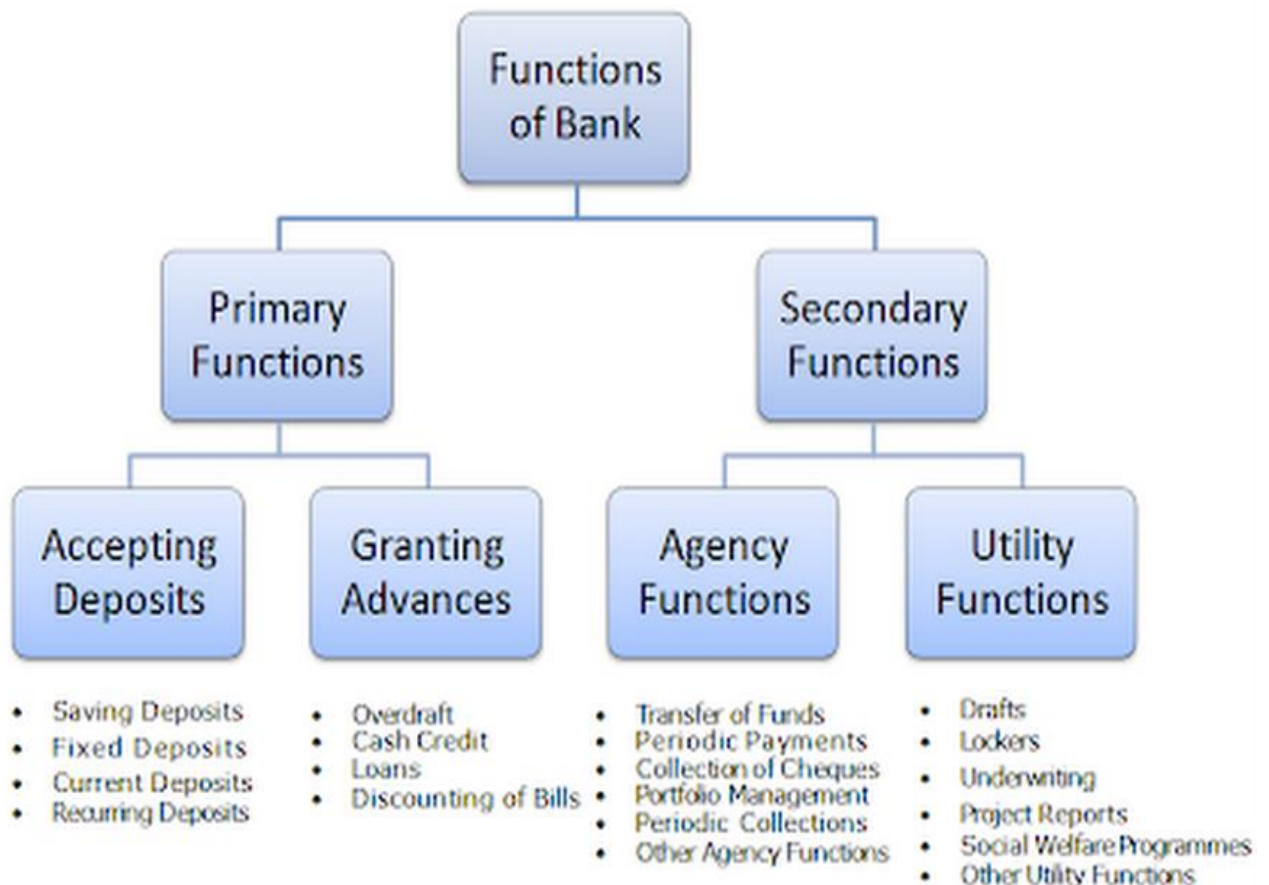 Functions
of Bank
Primary
Functions
Secondary
Functions
Accepting
Deposits
Granting
Advances
Agency
Functions
Utility
Functions
• Saving Deposits
• Fixed Deposits
• Current Deposits
• Recurring Deposits
• Overdraft
• Cash Credit
• Loans
• Discounting of Bills
• Transfer of Funds
• Periodic Payments
• Collection of Cheques
• Portfolio Management
• Periodic Collections
• Other Agency Functions
• Drafts
• Lockers
• Underwriting
• Project Reports
• Social Welfare Programmes
• Other Utility Functions